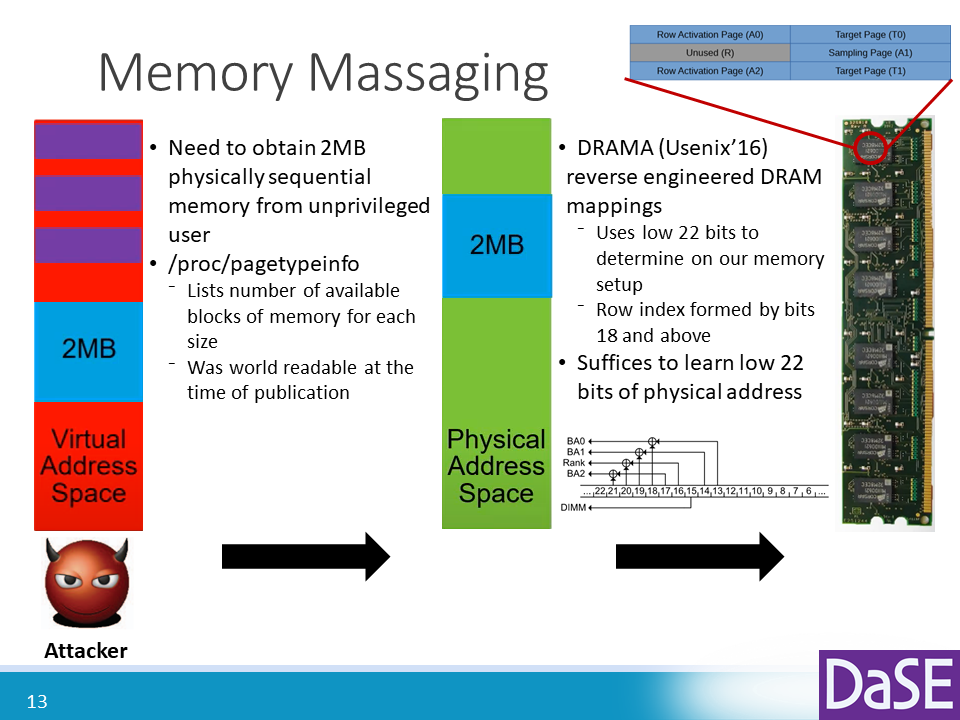 Memory Massaging
Row Activation Page (A0) Target Page (T0)
Unused (R) Sampling Page (A1)
Row Activation Page (A2) Target Page (T1)
2MB
Virtual
Address
Space
Attacker
• Need to obtain 2MB
physically sequential
memory from unprivileged
user
• /proc/pagetypeinfo
⁻ Lists number of available
blocks of memory for each
size
⁻ Was world readable at the
time of publication
2MB
Physical
Address
Space
• DRAMA (Usenix’16)
reverse engineered DRAM
mappings
⁻ Uses low 22 bits to
determine on our memory
setup
⁻ Row index formed by bits
18 and above
• Suffices to learn low 22
bits of physical address
BA0
BA1
Rank
BA2
... 22 21 20 19 18 17 16 15 14 13 12 11 10 9 8 7 6 ...
DIMM
13
DaSE